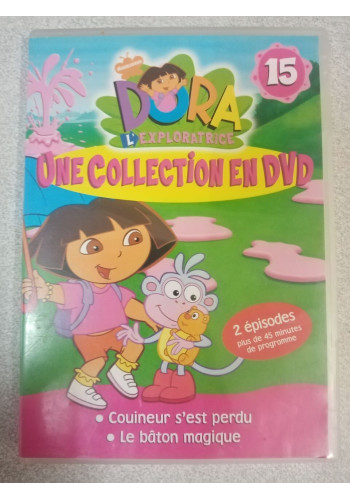 15
DORA
L'EXPLORATRICE
UNE COLLECTION EN DVD
2 épisodes
plus de 45 minutes
de programme
• Couineur s'est perdu
• Le bâton magique